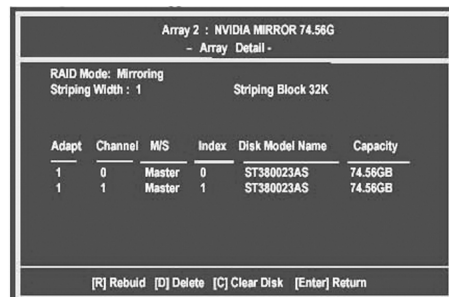 Array 2 : NVIDIA MIRROR 74.56G
– Array Detail -
RAID Mode: Mirroring
Striping Width : 1 Striping Block 32K
Adapt Channel M/S Index Disk Model Name Capacity
1 0 Master 0 ST380023AS 74.56GB
1 1 Master 1 ST380023AS 74.56GB
[R] Rebuid [D] Delete [C] Clear Disk [Enter] Return